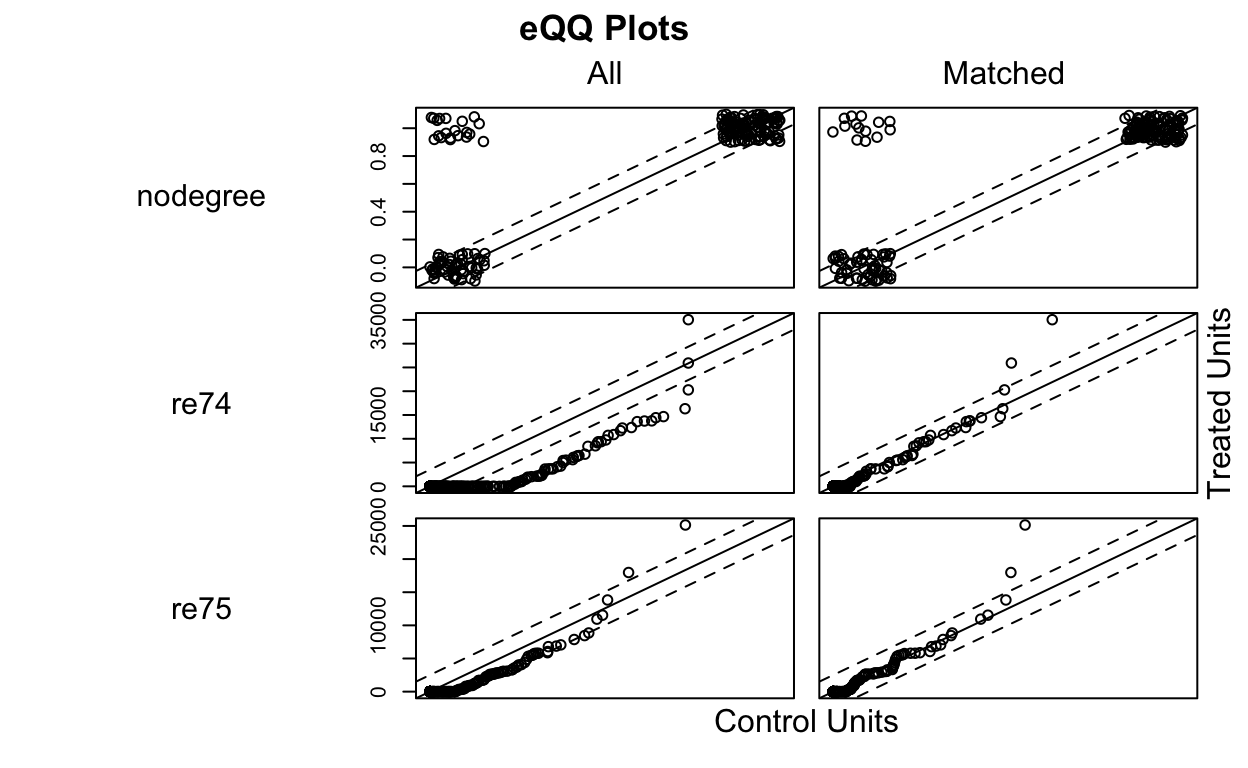 eQQ Plots
All
Matched
nodegree
0.0 0.4 0.8
re74
0 15000 35000
re75
0 10000 25000
Treated Units
Control Units